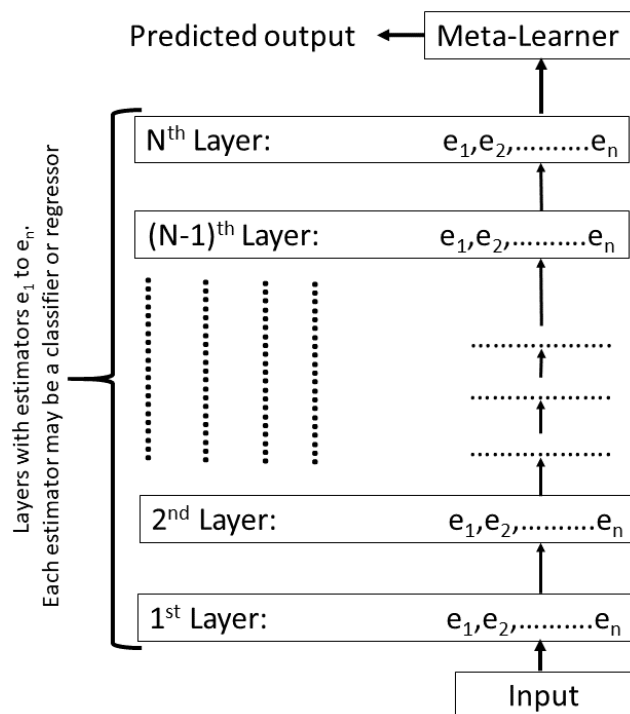 Predicted output
Meta-Learner
Nᵗʰ Layer: e₁,e₂,..........eₙ
(N-1)ᵗʰ Layer: e₁,e₂,..........eₙ
Layers with estimators e₁ to eₙ.
Each estimator may be a classifier or regressor
2ⁿᵈ Layer: e₁,e₂,..........eₙ
1ˢᵗ Layer: e₁,e₂,..........eₙ
Input